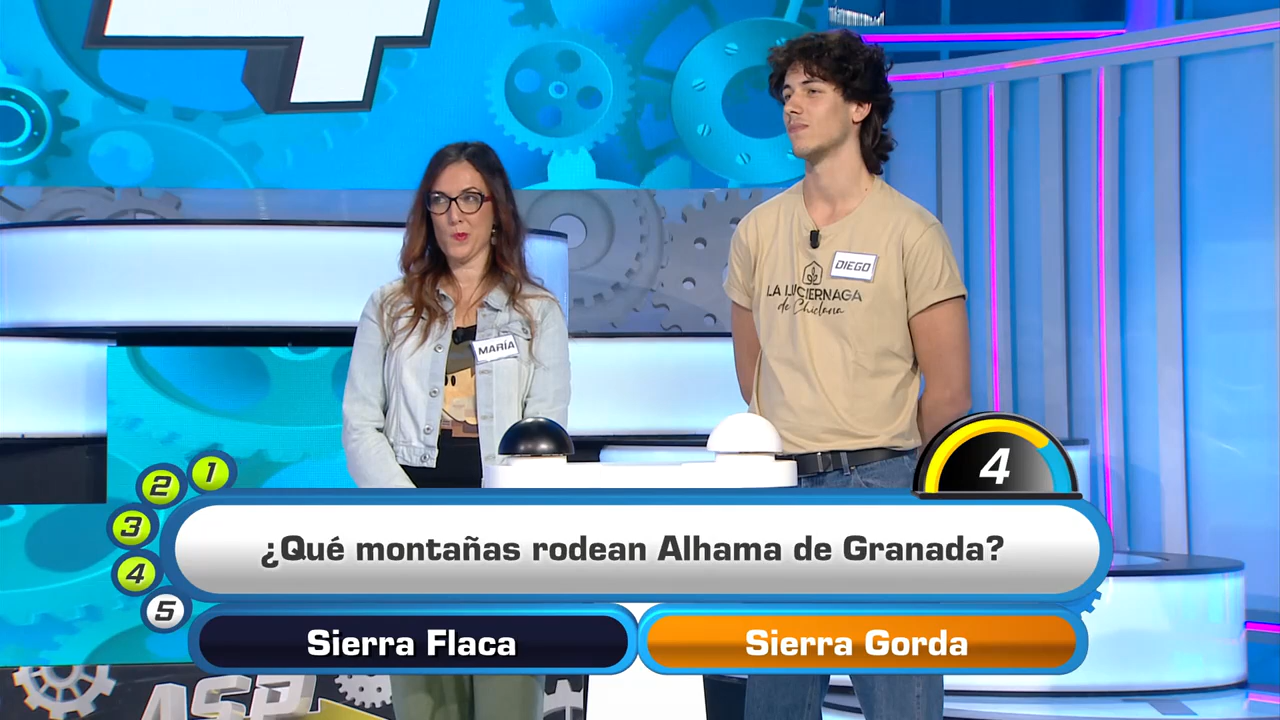 4
DIEGO
LA LUCIERNAGA
de Chiclana
MARÍA
4
1
2
3
4
5
¿Qué montañas rodean Alhama de Granada?
Sierra Flaca
Sierra Gorda